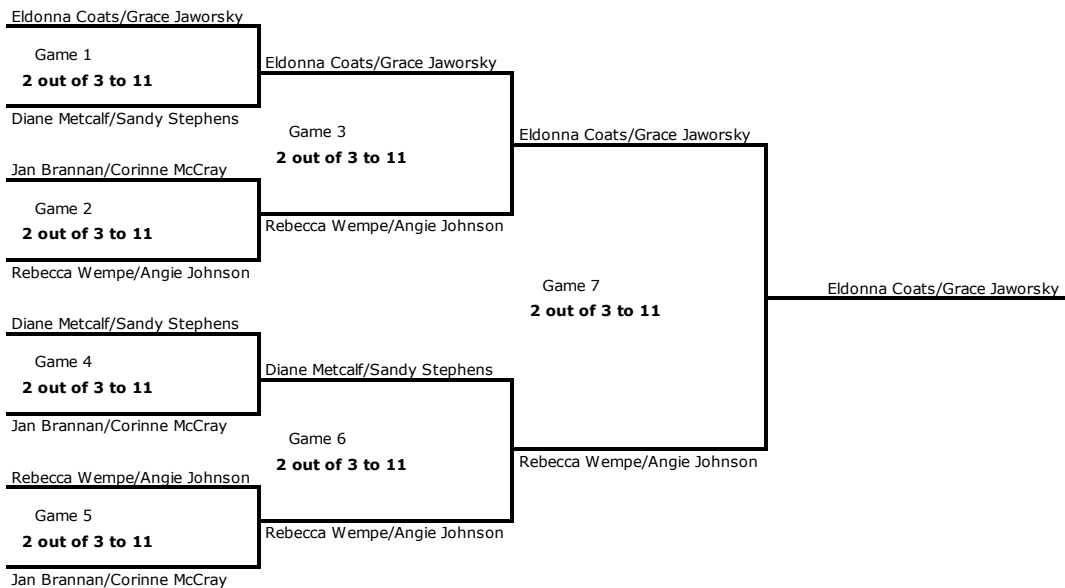 Eldonna Coats/Grace Jaworsky
Game 1
2 out of 3 to 11
Diane Metcalf/Sandy Stephens
Jan Brannan/Corinne McCray
Game 2
2 out of 3 to 11
Rebecca Wempe/Angie Johnson
Diane Metcalf/Sandy Stephens
Game 4
2 out of 3 to 11
Jan Brannan/Corinne McCray
Rebecca Wempe/Angie Johnson
Game 5
2 out of 3 to 11
Jan Brannan/Corinne McCray
Eldonna Coats/Grace Jaworsky
Game 3
2 out of 3 to 11
Rebecca Wempe/Angie Johnson
Diane Metcalf/Sandy Stephens
Game 6
2 out of 3 to 11
Rebecca Wempe/Angie Johnson
Eldonna Coats/Grace Jaworsky
Game 7
2 out of 3 to 11
Rebecca Wempe/Angie Johnson
Eldonna Coats/Grace Jaworsky